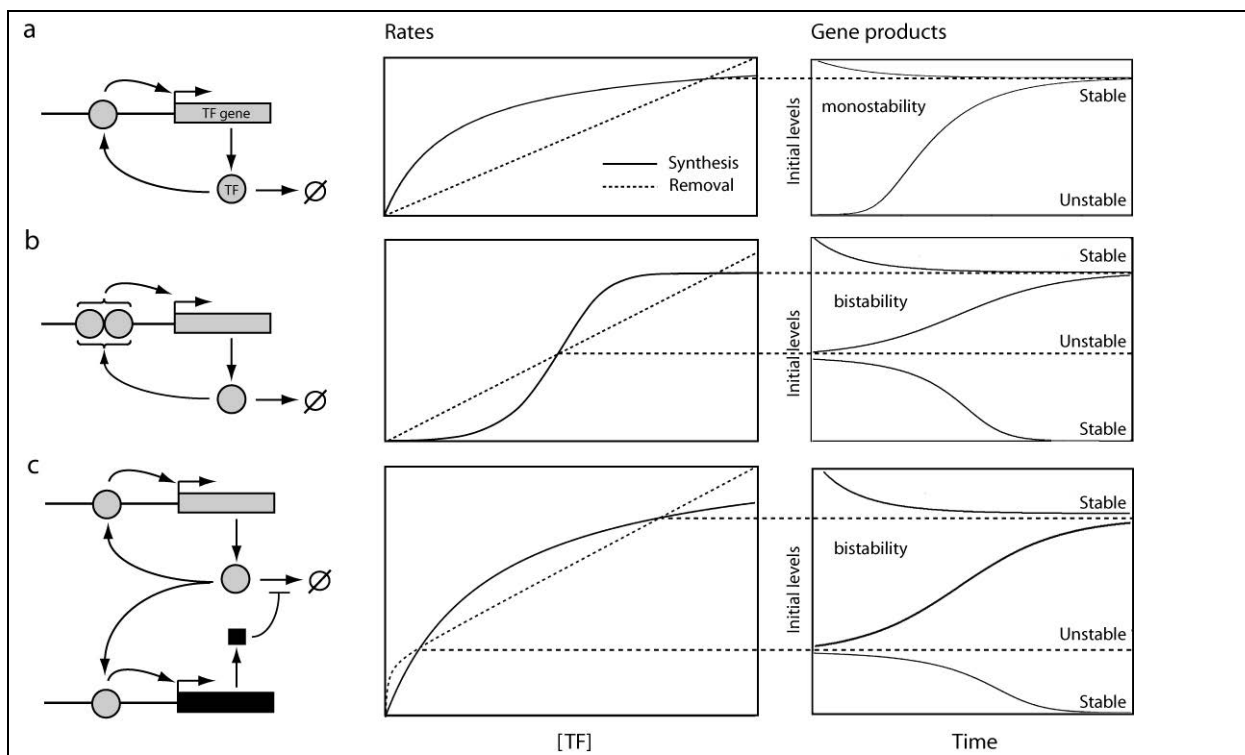 a
Rates
Gene products
TF gene
TF
Synthesis
Removal
Initial levels
monostability
Stable
Unstable
b
Initial levels
bistability
Stable
Unstable
Stable
c
Initial levels
bistability
Stable
Unstable
Stable
[TF]
Time